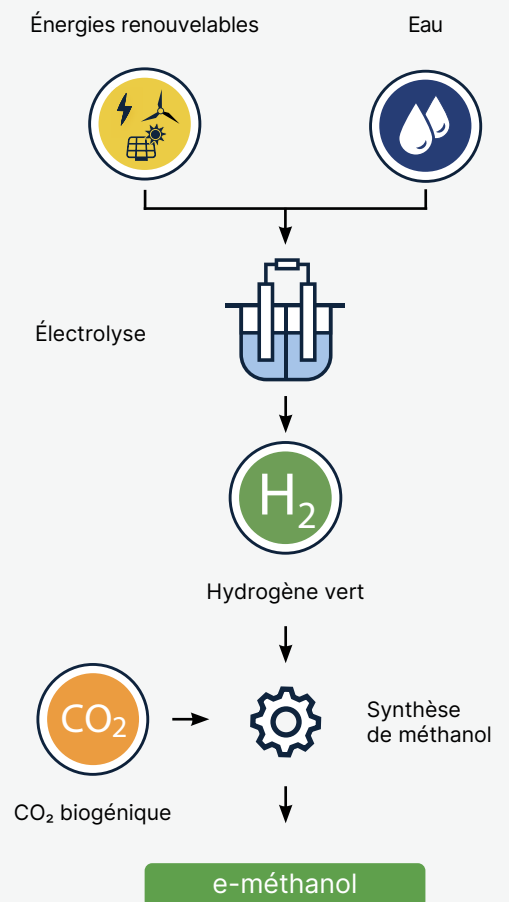 Énergies renouvelables
Eau
Électrolyse
H₂
Hydrogène vert
CO₂
Synthèse
de méthanol
CO₂ biogénique
e-méthanol